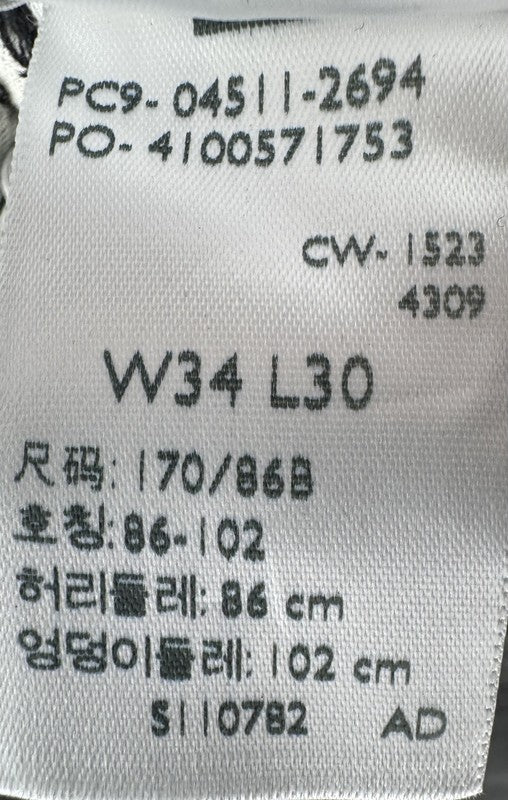 PC9- 04511-2694
PO- 4100571753
CW- 1523
4309
W34 L30
尺码: 170/86B
호칭: 86-102
허리둘레: 86 cm
엉덩이둘레: 102 cm
S110782 AD